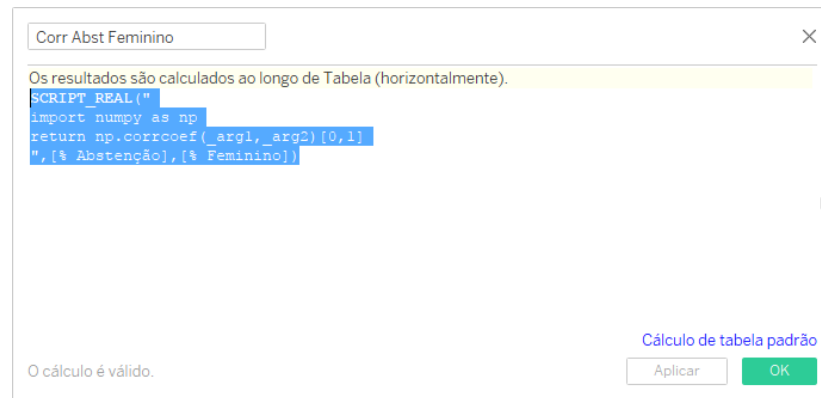 Corr Abst Feminino
Os resultados são calculados ao longo de Tabela (horizontalmente).
SCRIPT_REAL("
import numpy as np
return np.corrcoef(_arg1,_arg2)[0,1]
",[% Abstenção],[% Feminino])
Cálculo de tabela padrão
O cálculo é válido.
Aplicar
OK